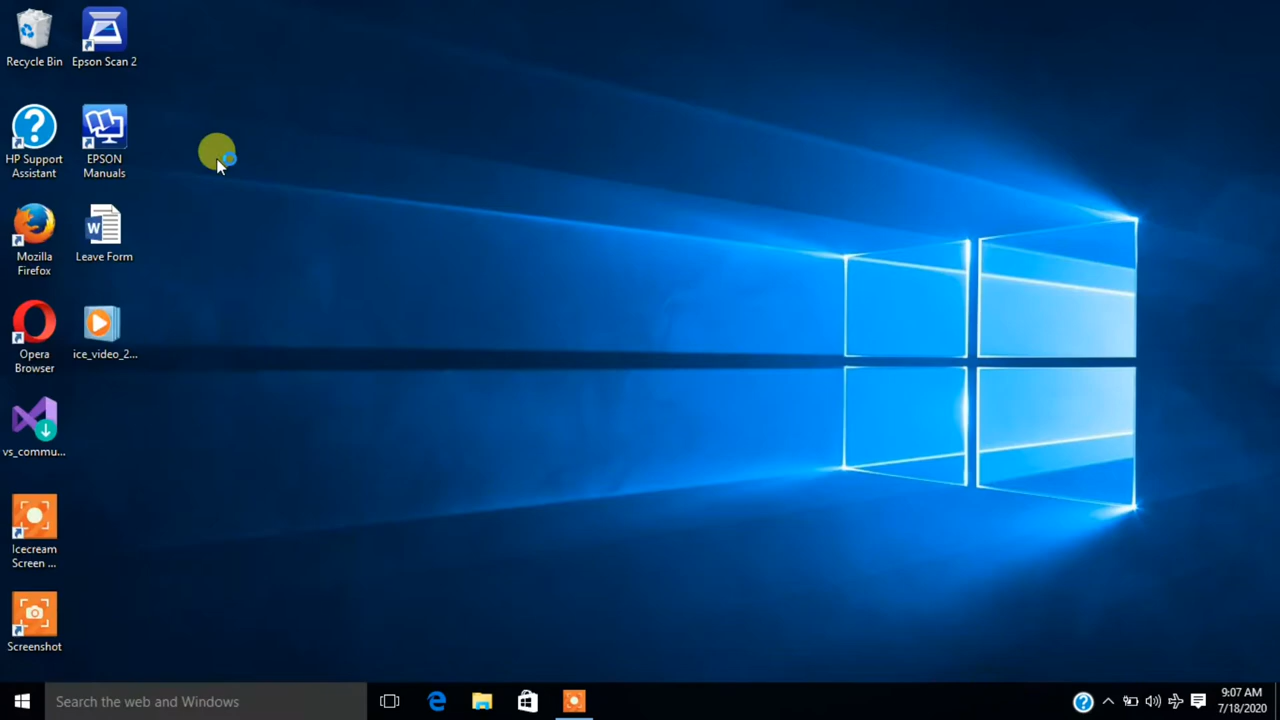 Recycle Bin
Epson Scan 2
HP Support
Assistant
EPSON
Manuals
Mozilla
Firefox
Leave Form
Opera
Browser
ice_video_2...
vs_commu...
Icecream
Screen ...
Screenshot
Search the web and Windows
9:07 AM
7/18/2020